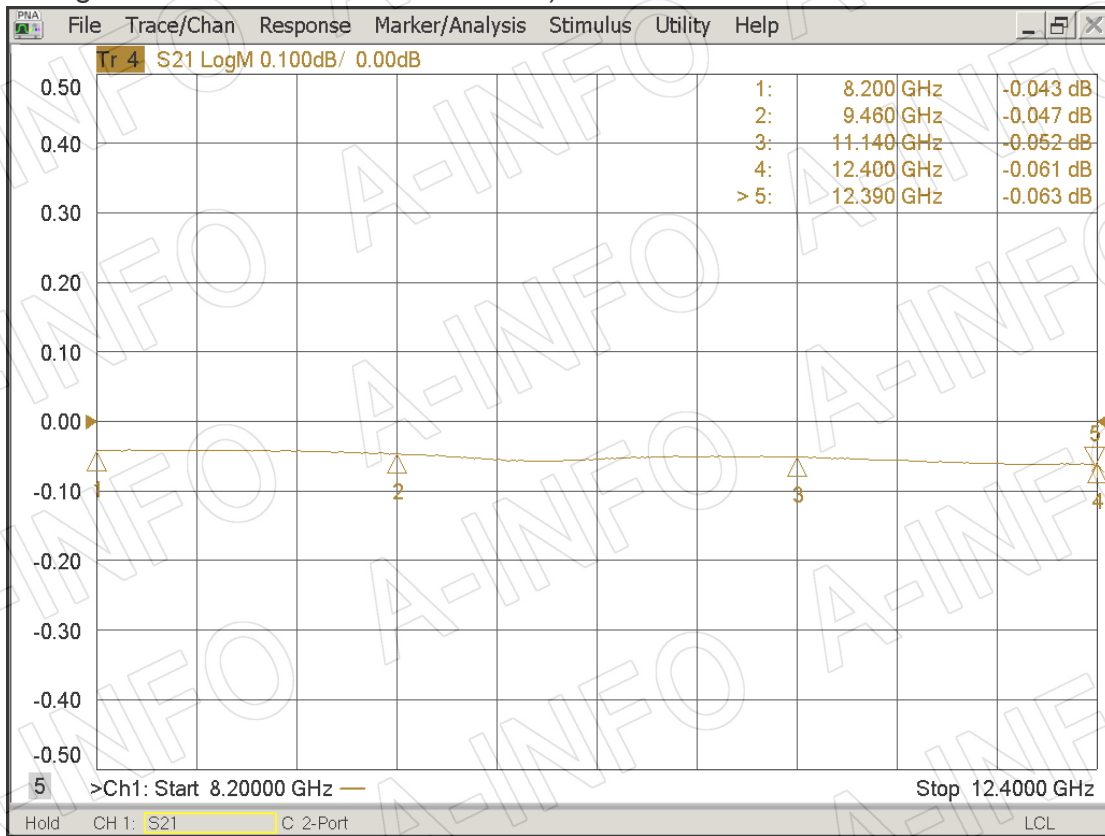 PNA File Trace/Chan Response Marker/Analysis Stimulus Utility Help
Tr 4 S21 LogM 0.100dB/ 0.00dB
1: 8.200 GHz -0.043 dB
2: 9.460 GHz -0.047 dB
3: 11.140 GHz -0.052 dB
4: 12.400 GHz -0.061 dB
> 5: 12.390 GHz -0.063 dB
0.50
0.40
0.30
0.20
0.10
0.00
-0.10
-0.20
-0.30
-0.40
-0.50
1
2
3
5
4
5 >Ch1: Start 8.20000 GHz — Stop 12.4000 GHz
Hold CH 1: S21 C 2-Port LCL
A-INFO